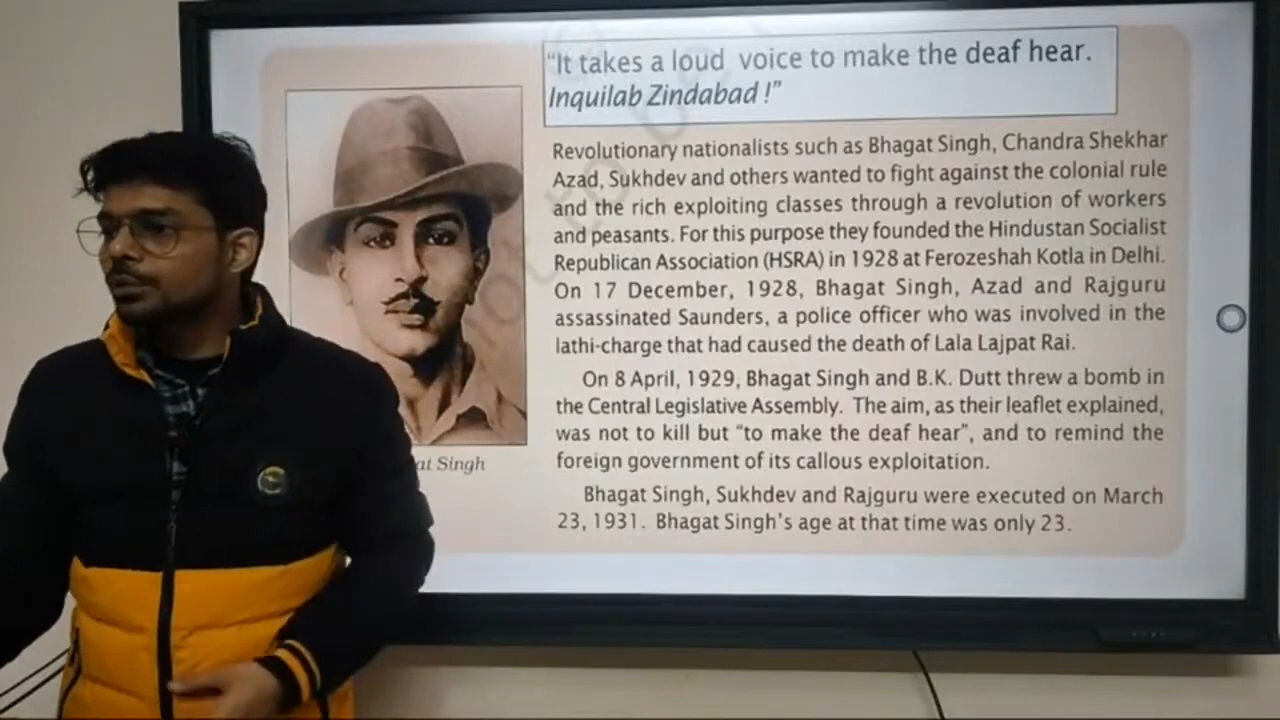 “It takes a loud voice to make the deaf hear.
Inquilab Zindabad !”
Revolutionary nationalists such as Bhagat Singh, Chandra Shekhar
Azad, Sukhdev and others wanted to fight against the colonial rule
and the rich exploiting classes through a revolution of workers
and peasants. For this purpose they founded the Hindustan Socialist
Republican Association (HSRA) in 1928 at Ferozeshah Kotla in Delhi.
On 17 December, 1928, Bhagat Singh, Azad and Rajguru
assassinated Saunders, a police officer who was involved in the
lathi-charge that had caused the death of Lala Lajpat Rai.
On 8 April, 1929, Bhagat Singh and B.K. Dutt threw a bomb in
the Central Legislative Assembly. The aim, as their leaflet explained,
was not to kill but “to make the deaf hear”, and to remind the
foreign government of its callous exploitation.
Bhagat Singh, Sukhdev and Rajguru were executed on March
23, 1931. Bhagat Singh’s age at that time was only 23.
at Singh